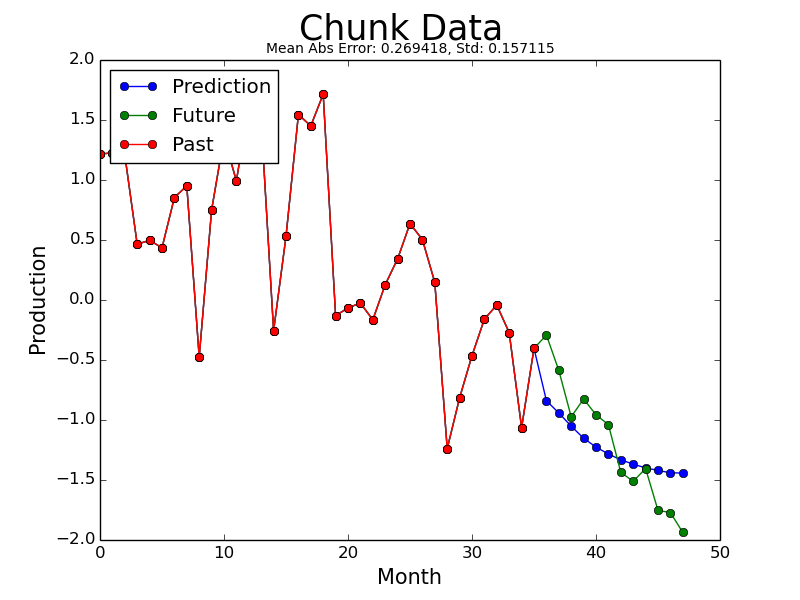 Chunk Data
Mean Abs Error: 0.269418, Std: 0.157115
2.0
1.5
1.0
0.5
0.0
−0.5
−1.0
−1.5
−2.0
Production
Prediction
Future
Past
0 10 20 30 40 50
Month